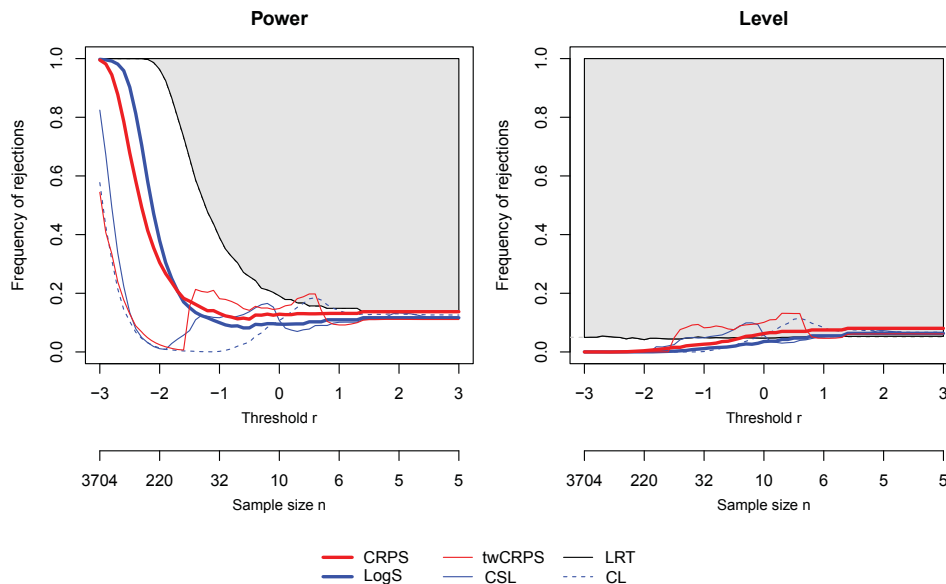 Power
Frequency of rejections
1.0
0.8
0.6
0.4
0.2
0.0
−3 −2 −1 0 1 2 3
Threshold r
3704 220 32 10 6 5 5
Sample size n
Level
Frequency of rejections
1.0
0.8
0.6
0.4
0.2
0.0
−3 −2 −1 0 1 2 3
Threshold r
3704 220 32 10 6 5 5
Sample size n
CRPS twCRPS LRT
LogS CSL CL